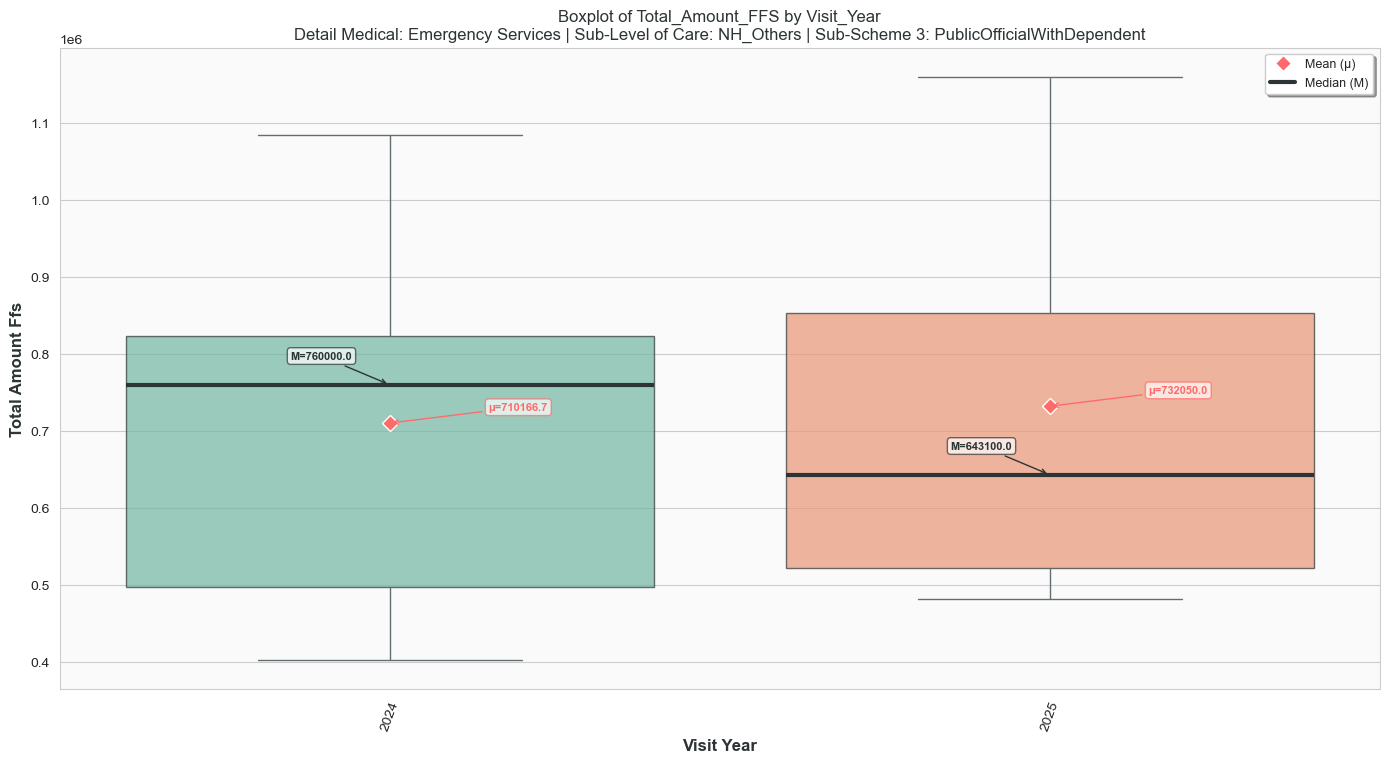 Boxplot of Total_Amount_FFS by Visit_Year
Detail Medical: Emergency Services | Sub-Level of Care: NH_Others | Sub-Scheme 3: PublicOfficialWithDependent
1e6
Mean (μ)
Median (M)
1.1
1.0
0.9
0.8
0.7
0.6
0.5
0.4
Total Amount Ffs
M=760000.0
μ=710166.7
μ=732050.0
M=643100.0
2024
2025
Visit Year